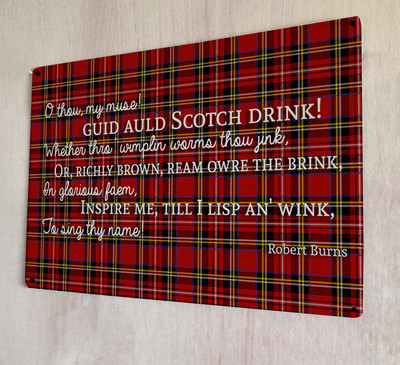 O thou, my muse!
GUID AULD SCOTCH DRINK!
Whether thro' wmplin worms thou jink,
OR, RICHLY BROWN, REAM OWRE THE BRINK,
In glorious faem,
INSPIRE ME, TILL I LISP AN' WINK,
To sing thy name!
Robert Burns